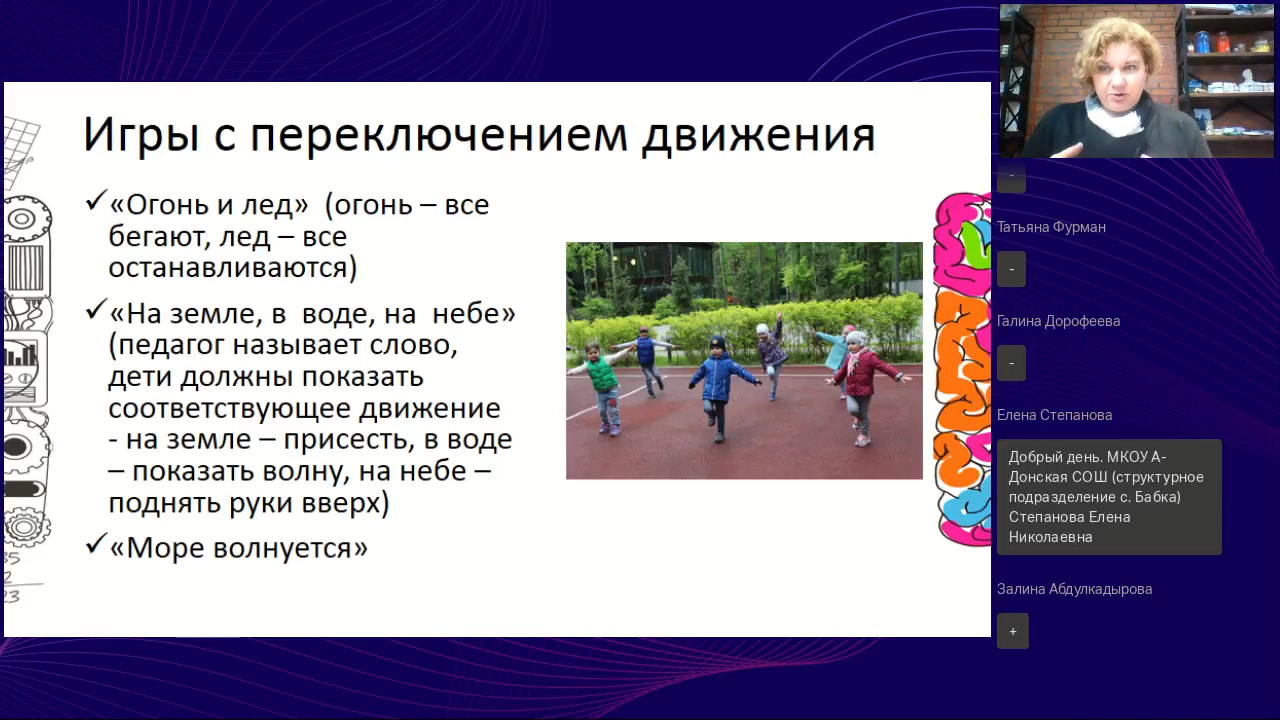 Игры с переключением движения
✓«Огонь и лед»  (огонь – все
бегают, лед – все
останавливаются)
✓«На земле, в  воде, на  небе»
(педагог называет слово,
дети должны показать
соответствующее движение
- на земле – присесть, в воде
– показать волну, на небе –
поднять руки вверх)
✓«Море волнуется»
-
Татьяна Фурман
-
Галина Дорофеева
-
Елена Степанова
Добрый день. МКОУ А-
Донская СОШ (структурное
подразделение с. Бабка)
Степанова Елена
Николаевна
Залина Абдулкадырова
+